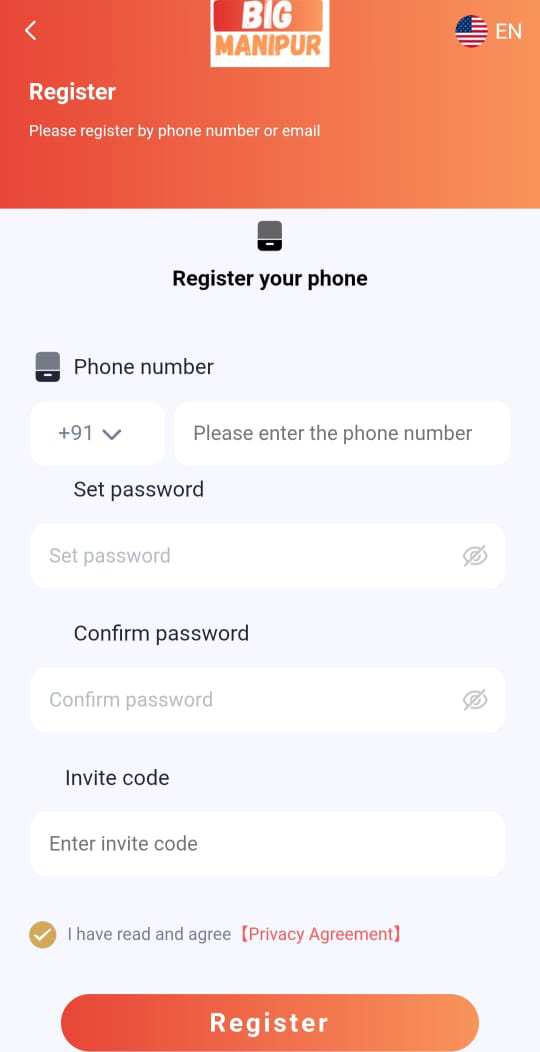 BIG
MANIPUR
EN
Register
Please register by phone number or email
Register your phone
Phone number
+91
Please enter the phone number
Set password
Set password
Confirm password
Confirm password
Invite code
Enter invite code
I have read and agree 【Privacy Agreement】
Register